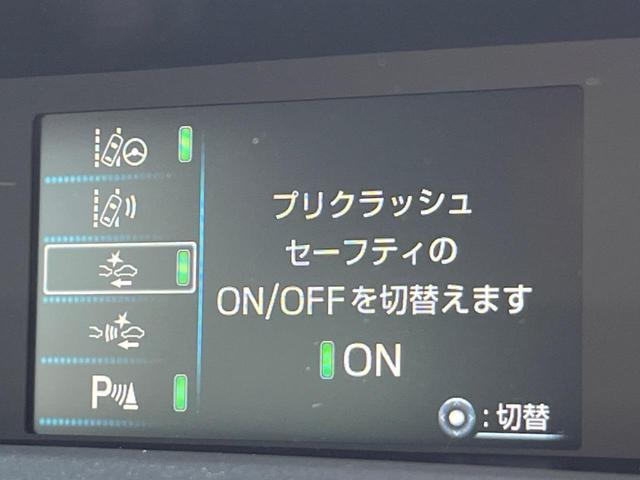 プリクラッシュ
セーフティの
ON/OFFを切替えます
ON
P
:切替